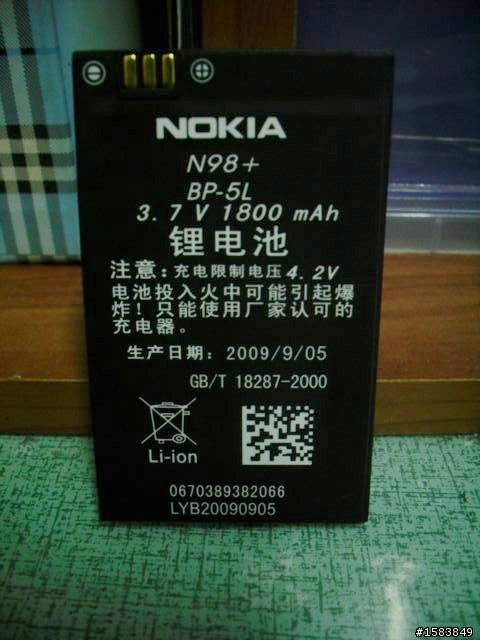 NOKIA
N98+
BP-5L
3.7 V 1800 mAh
锂电池
注意:充电限制电压4.2V
电池投入火中可能引起爆
炸!只能使用厂家认可的
充电器。
生产日期: 2009/9/05
GB/T 18287-2000
Li-ion
0670389382066
LYB20090905
#1583849